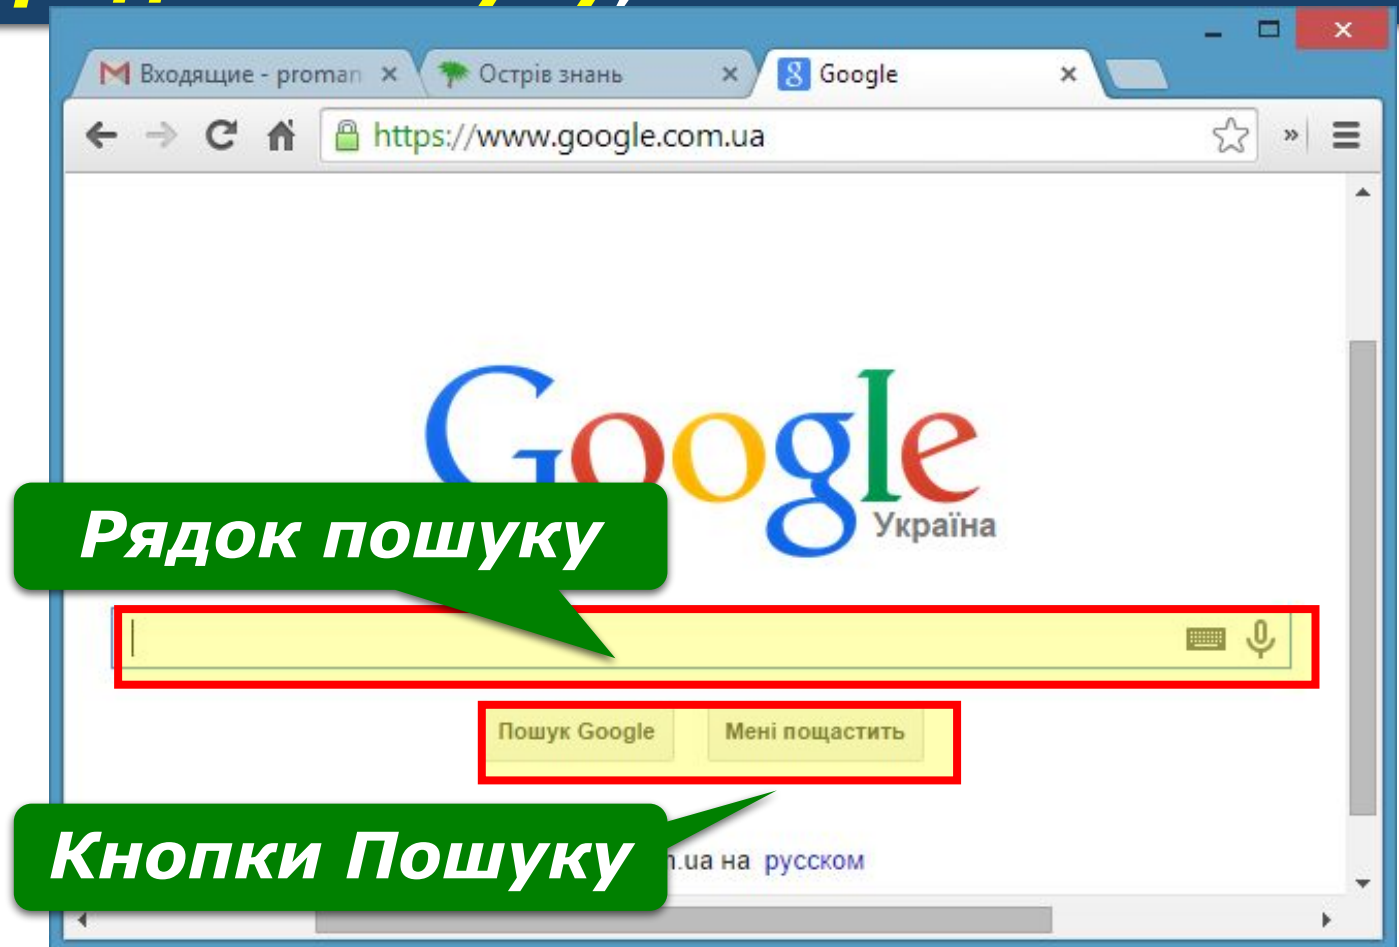 Входящие - proman
Острів знань
Google
https://www.google.com.ua
Google
Україна
Рядок пошуку
Пошук Google
Мені пощастить
Кнопки Пошуку
.ua на русском